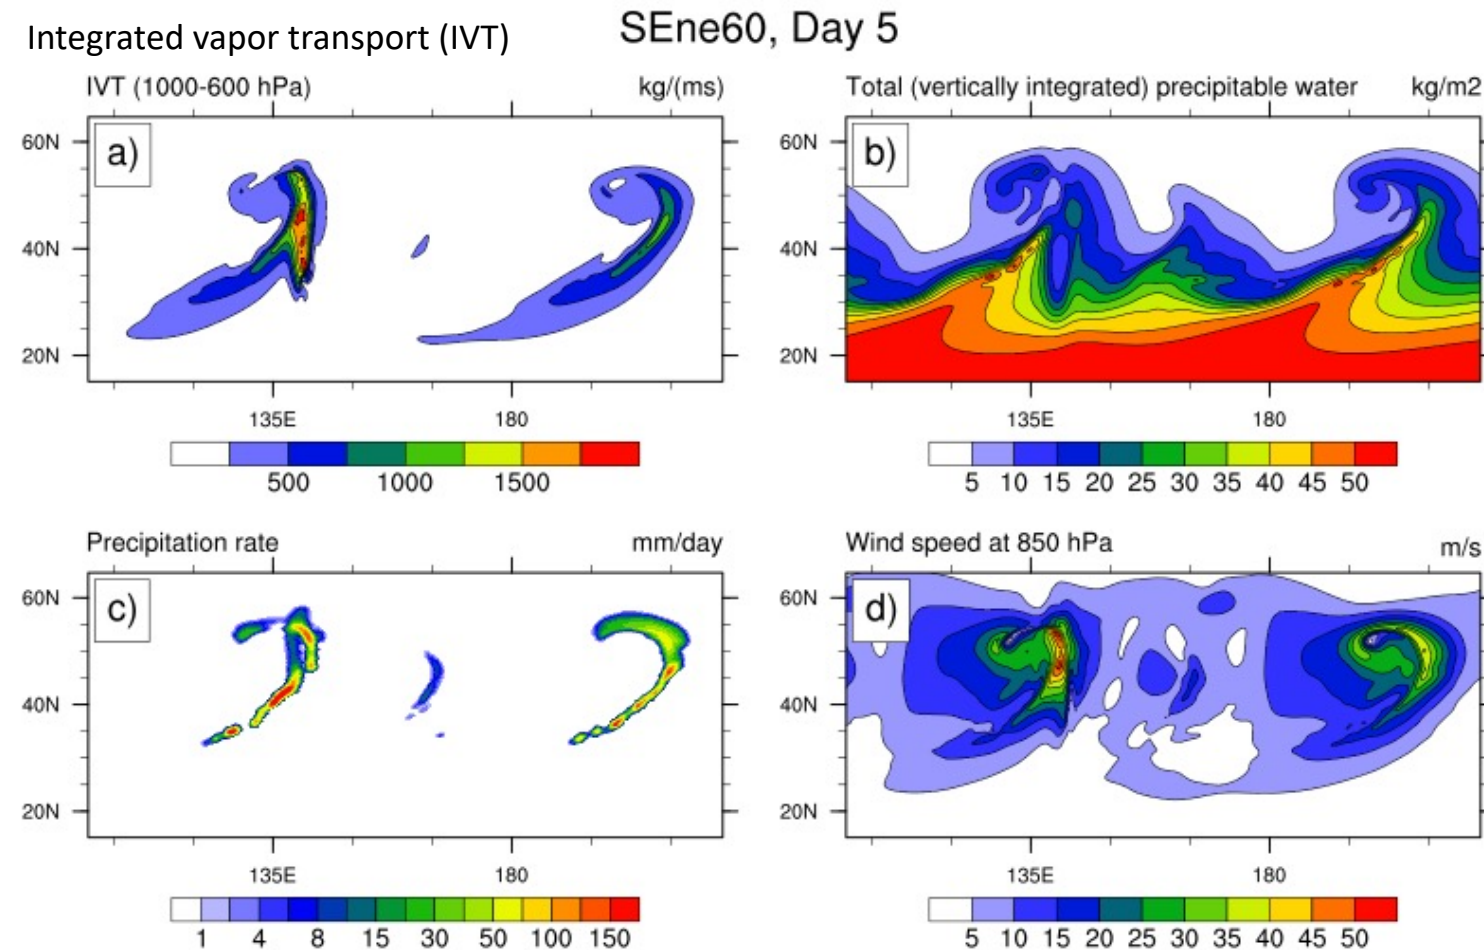 Integrated vapor transport (IVT)
SEne60, Day 5
IVT (1000-600 hPa) kg/(ms)
a)
60N
40N
20N
135E 180
500 1000 1500
Total (vertically integrated) precipitable water kg/m2
b)
60N
40N
20N
135E 180
5 10 15 20 25 30 35 40 45 50
Precipitation rate mm/day
c)
60N
40N
20N
135E 180
1 4 8 15 30 50 100 150
Wind speed at 850 hPa m/s
d)
60N
40N
20N
135E 180
5 10 15 20 25 30 35 40 45 50